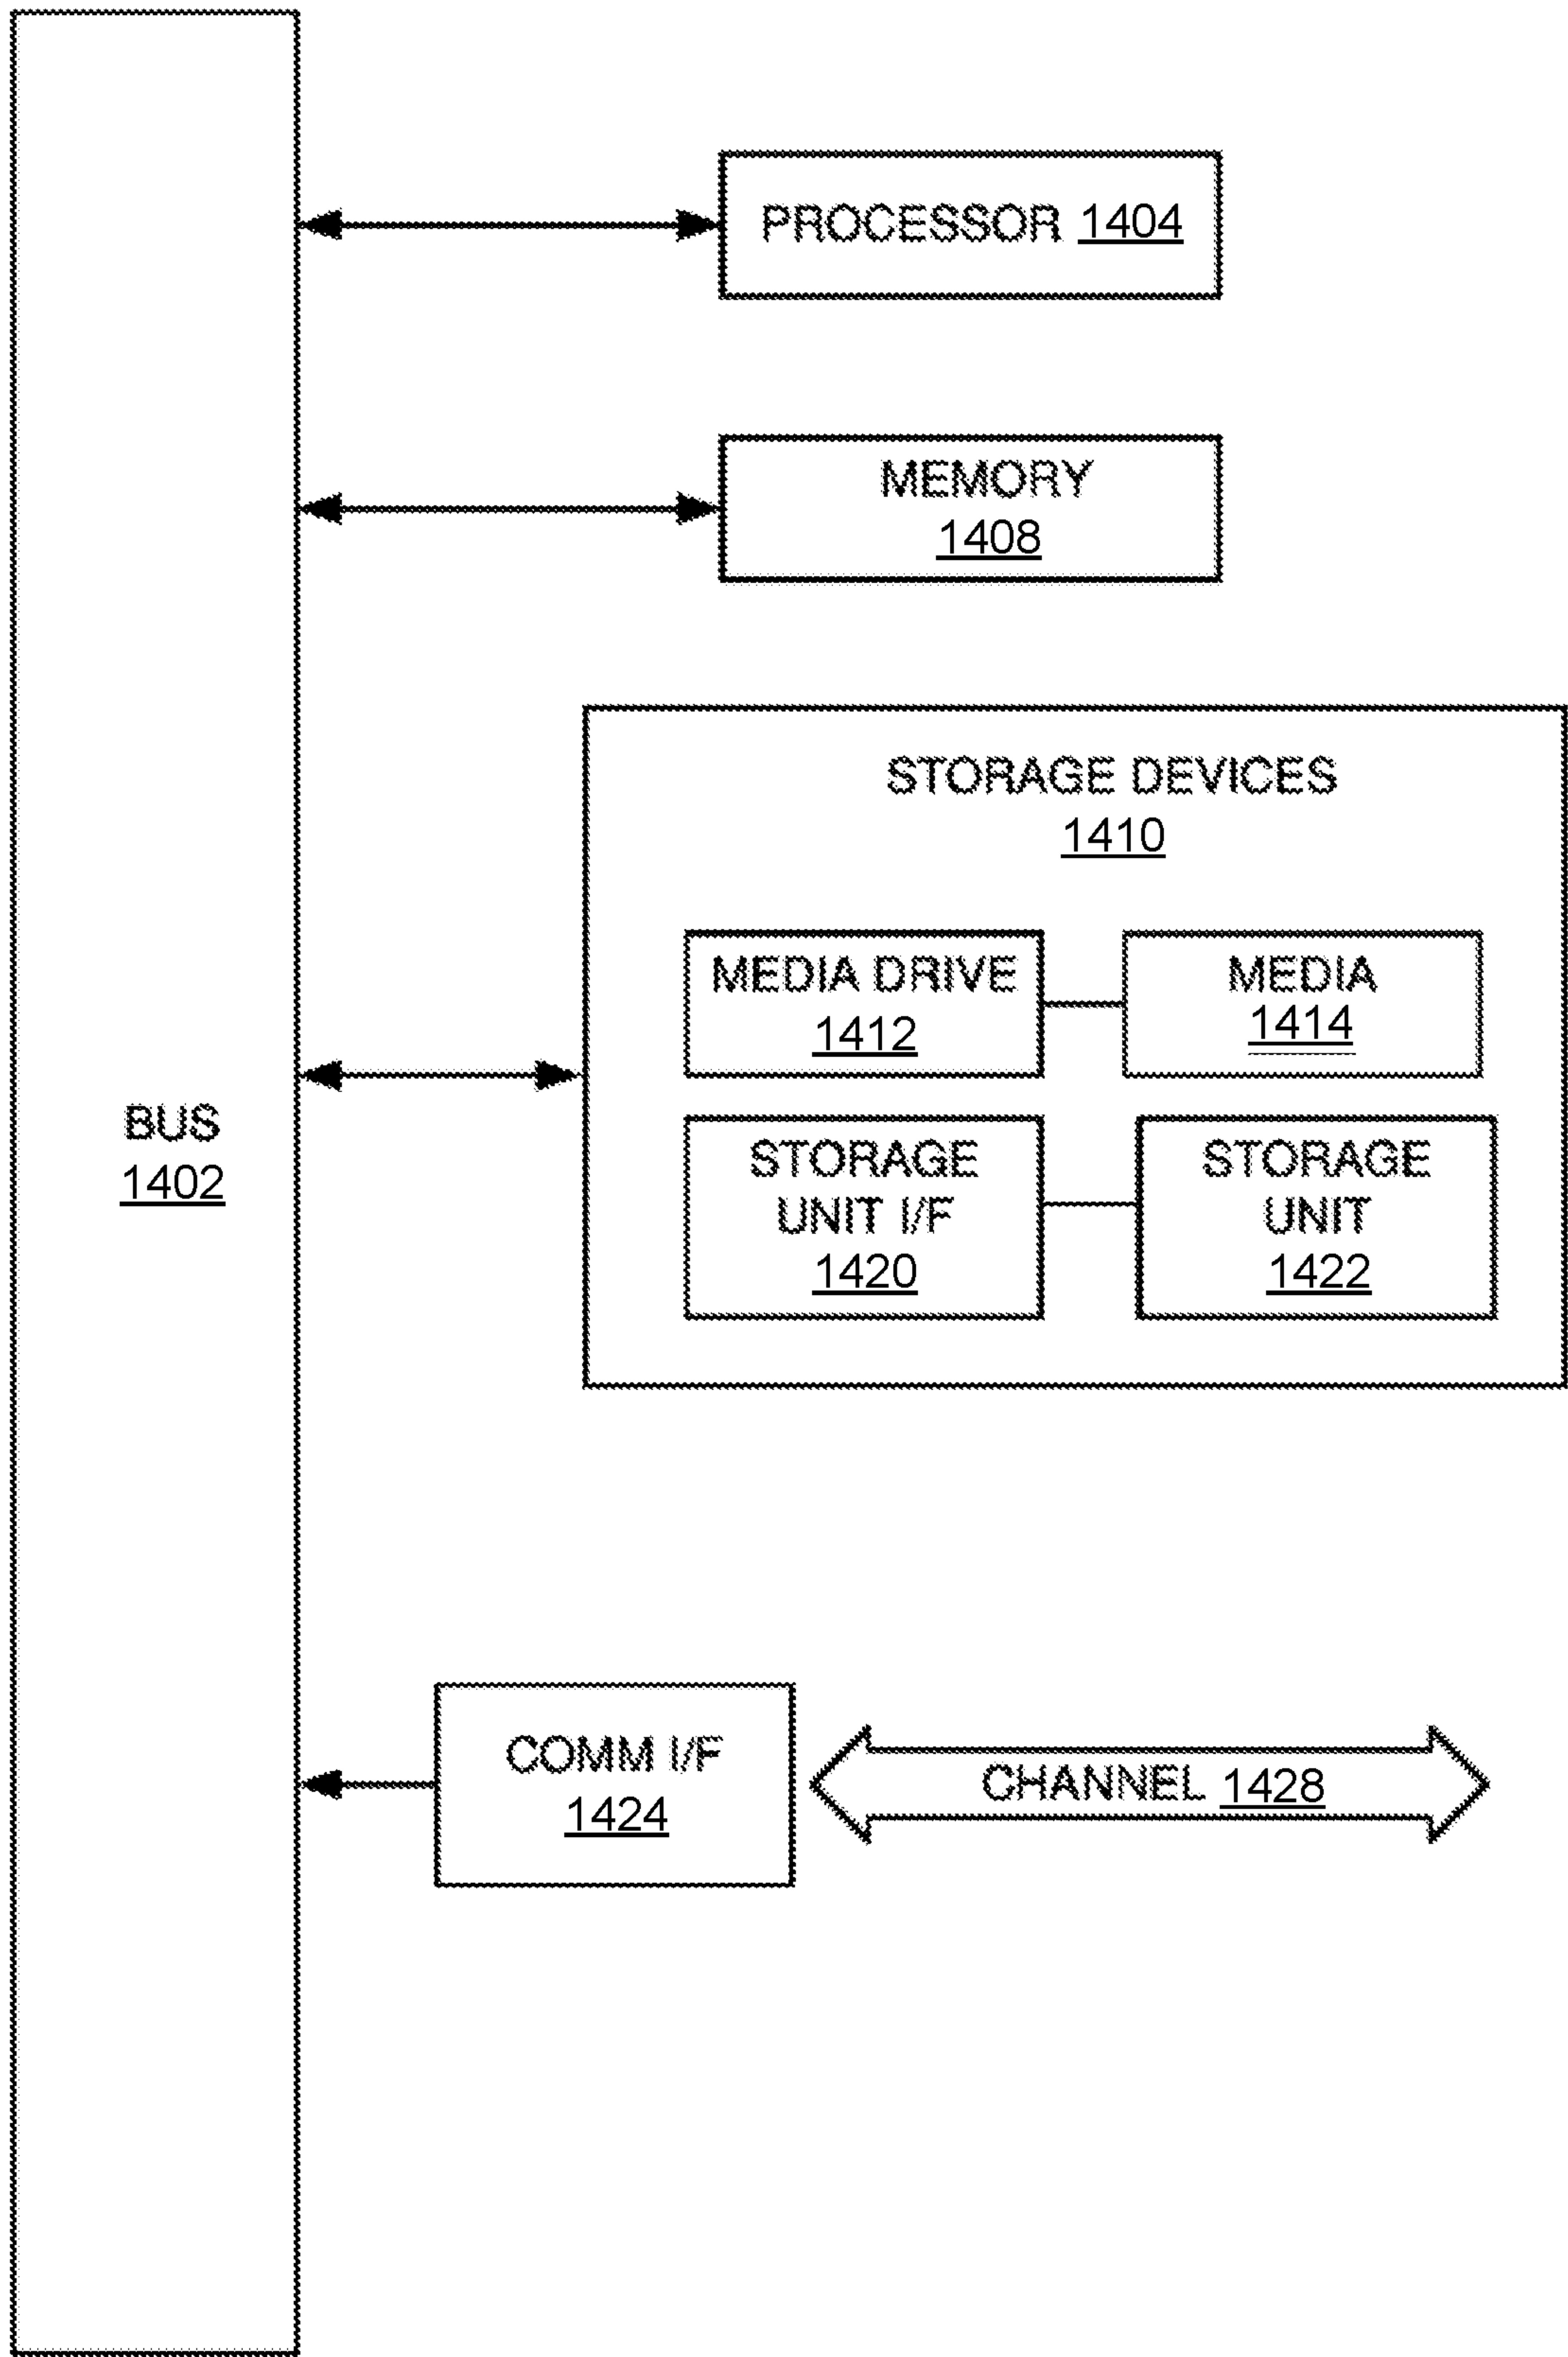 PROCESSOR 1404
MEMORY
1408
STORAGE DEVICES
1410
MEDIA DRIVE
1412
MEDIA
1414
BUS
1402
STORAGE
UNIT I/F
1420
STORAGE
UNIT
1422
COMM I/F
1424
CHANNEL 1428